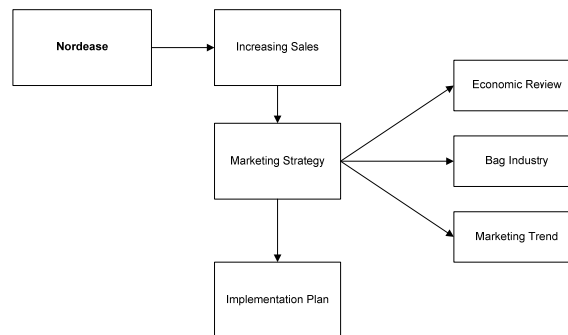 Nordease
Increasing Sales
Economic Review
Marketing Strategy
Bag Industry
Marketing Trend
Implementation Plan